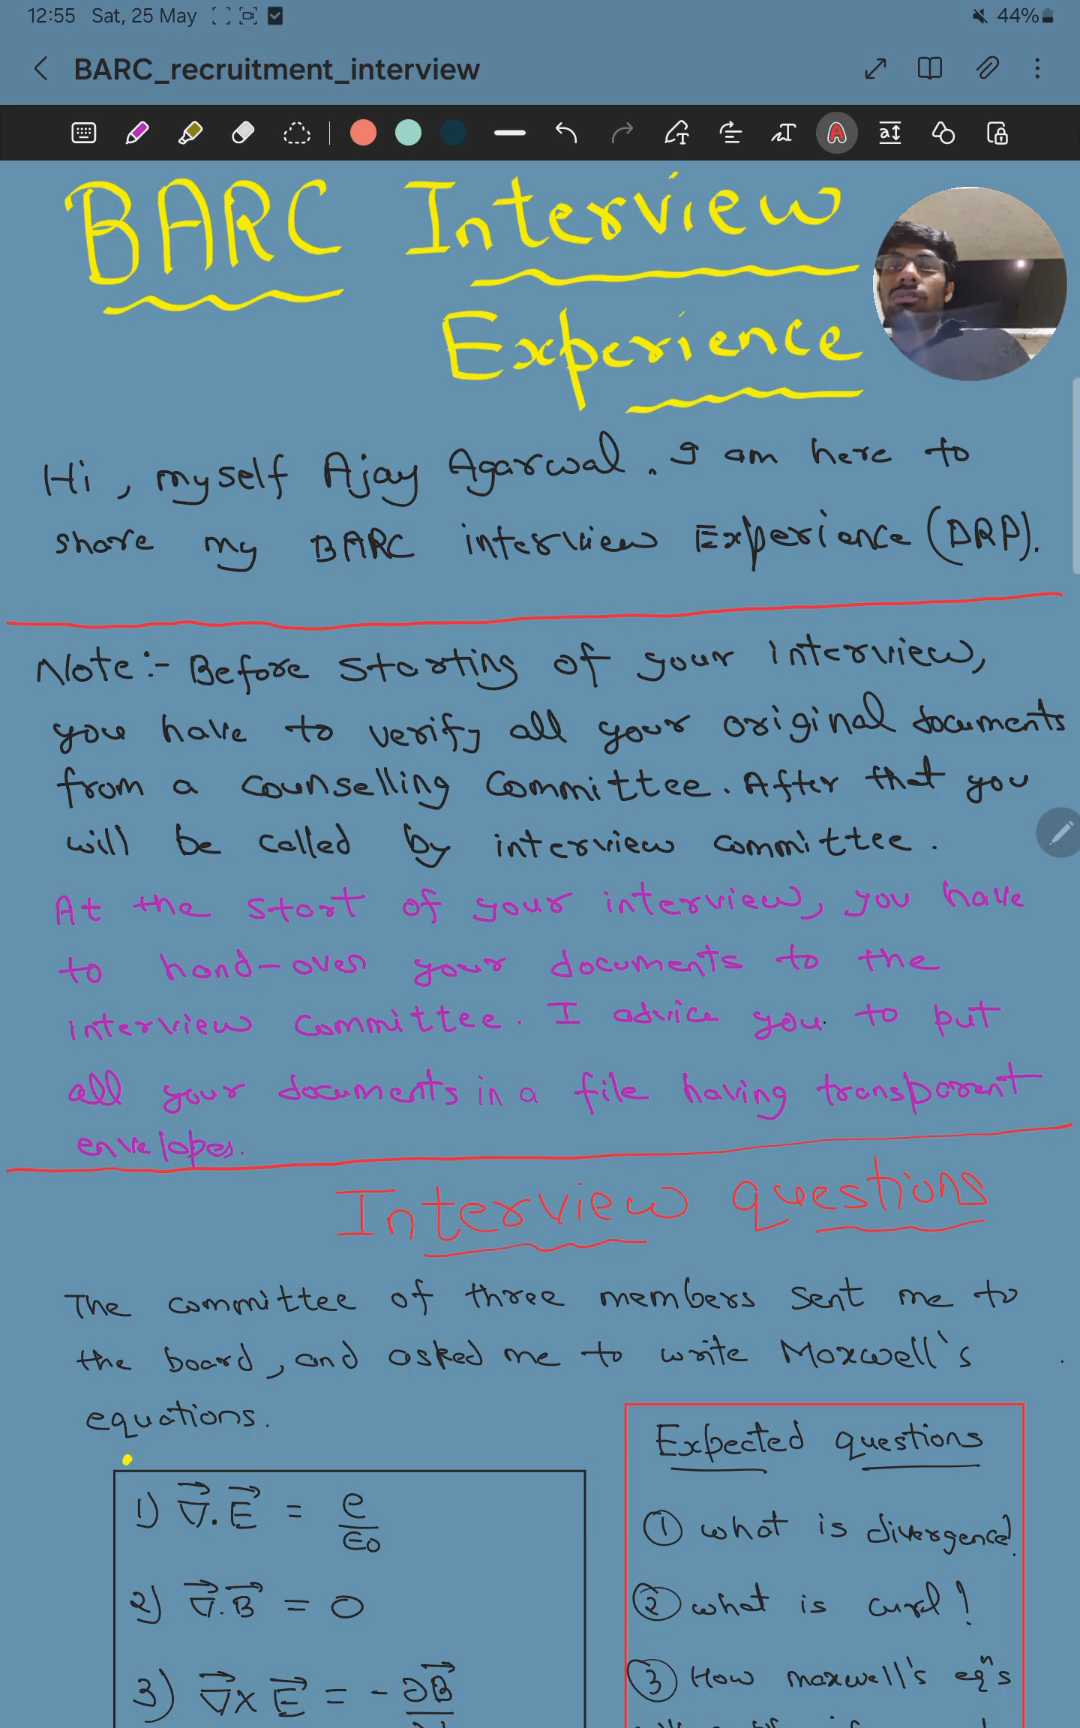 12:55 Sat, 25 May 44%
BARC_recruitment_interview
BARC Interview
Experience
Hi, myself Ajay Agarwal. I am here to
share my BARC interview Experience (DRP).
Note:- Before starting of your interview,
you have to verify all your original documents
from a counselling Committee. After that you
will be called by interview committee.
At the start of your interview, you have
to hand-over your documents to the
interview committee. I advice you to put
all your documents in a file having transparent
envelopes.
Interview questions
The committee of three members sent me to
the board, and asked me to write Maxwell's
equations.
1) ∇⃗.E⃗ = ρ/ε0
2) ∇⃗.B⃗ = 0
3) ∇⃗xE⃗ = -∂B⃗
Expected questions
① what is divergence?
② what is curl!
③ How maxwell's eqⁿs